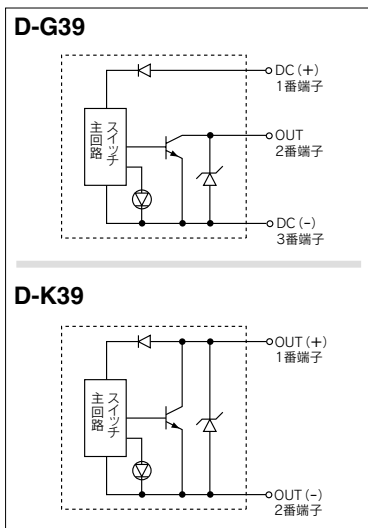 D-G39
DC(+)
1番端子
スイッチ
主回路
OUT
2番端子
DC(-)
3番端子
D-K39
OUT(+)
1番端子
スイッチ
主回路
OUT(-)
2番端子